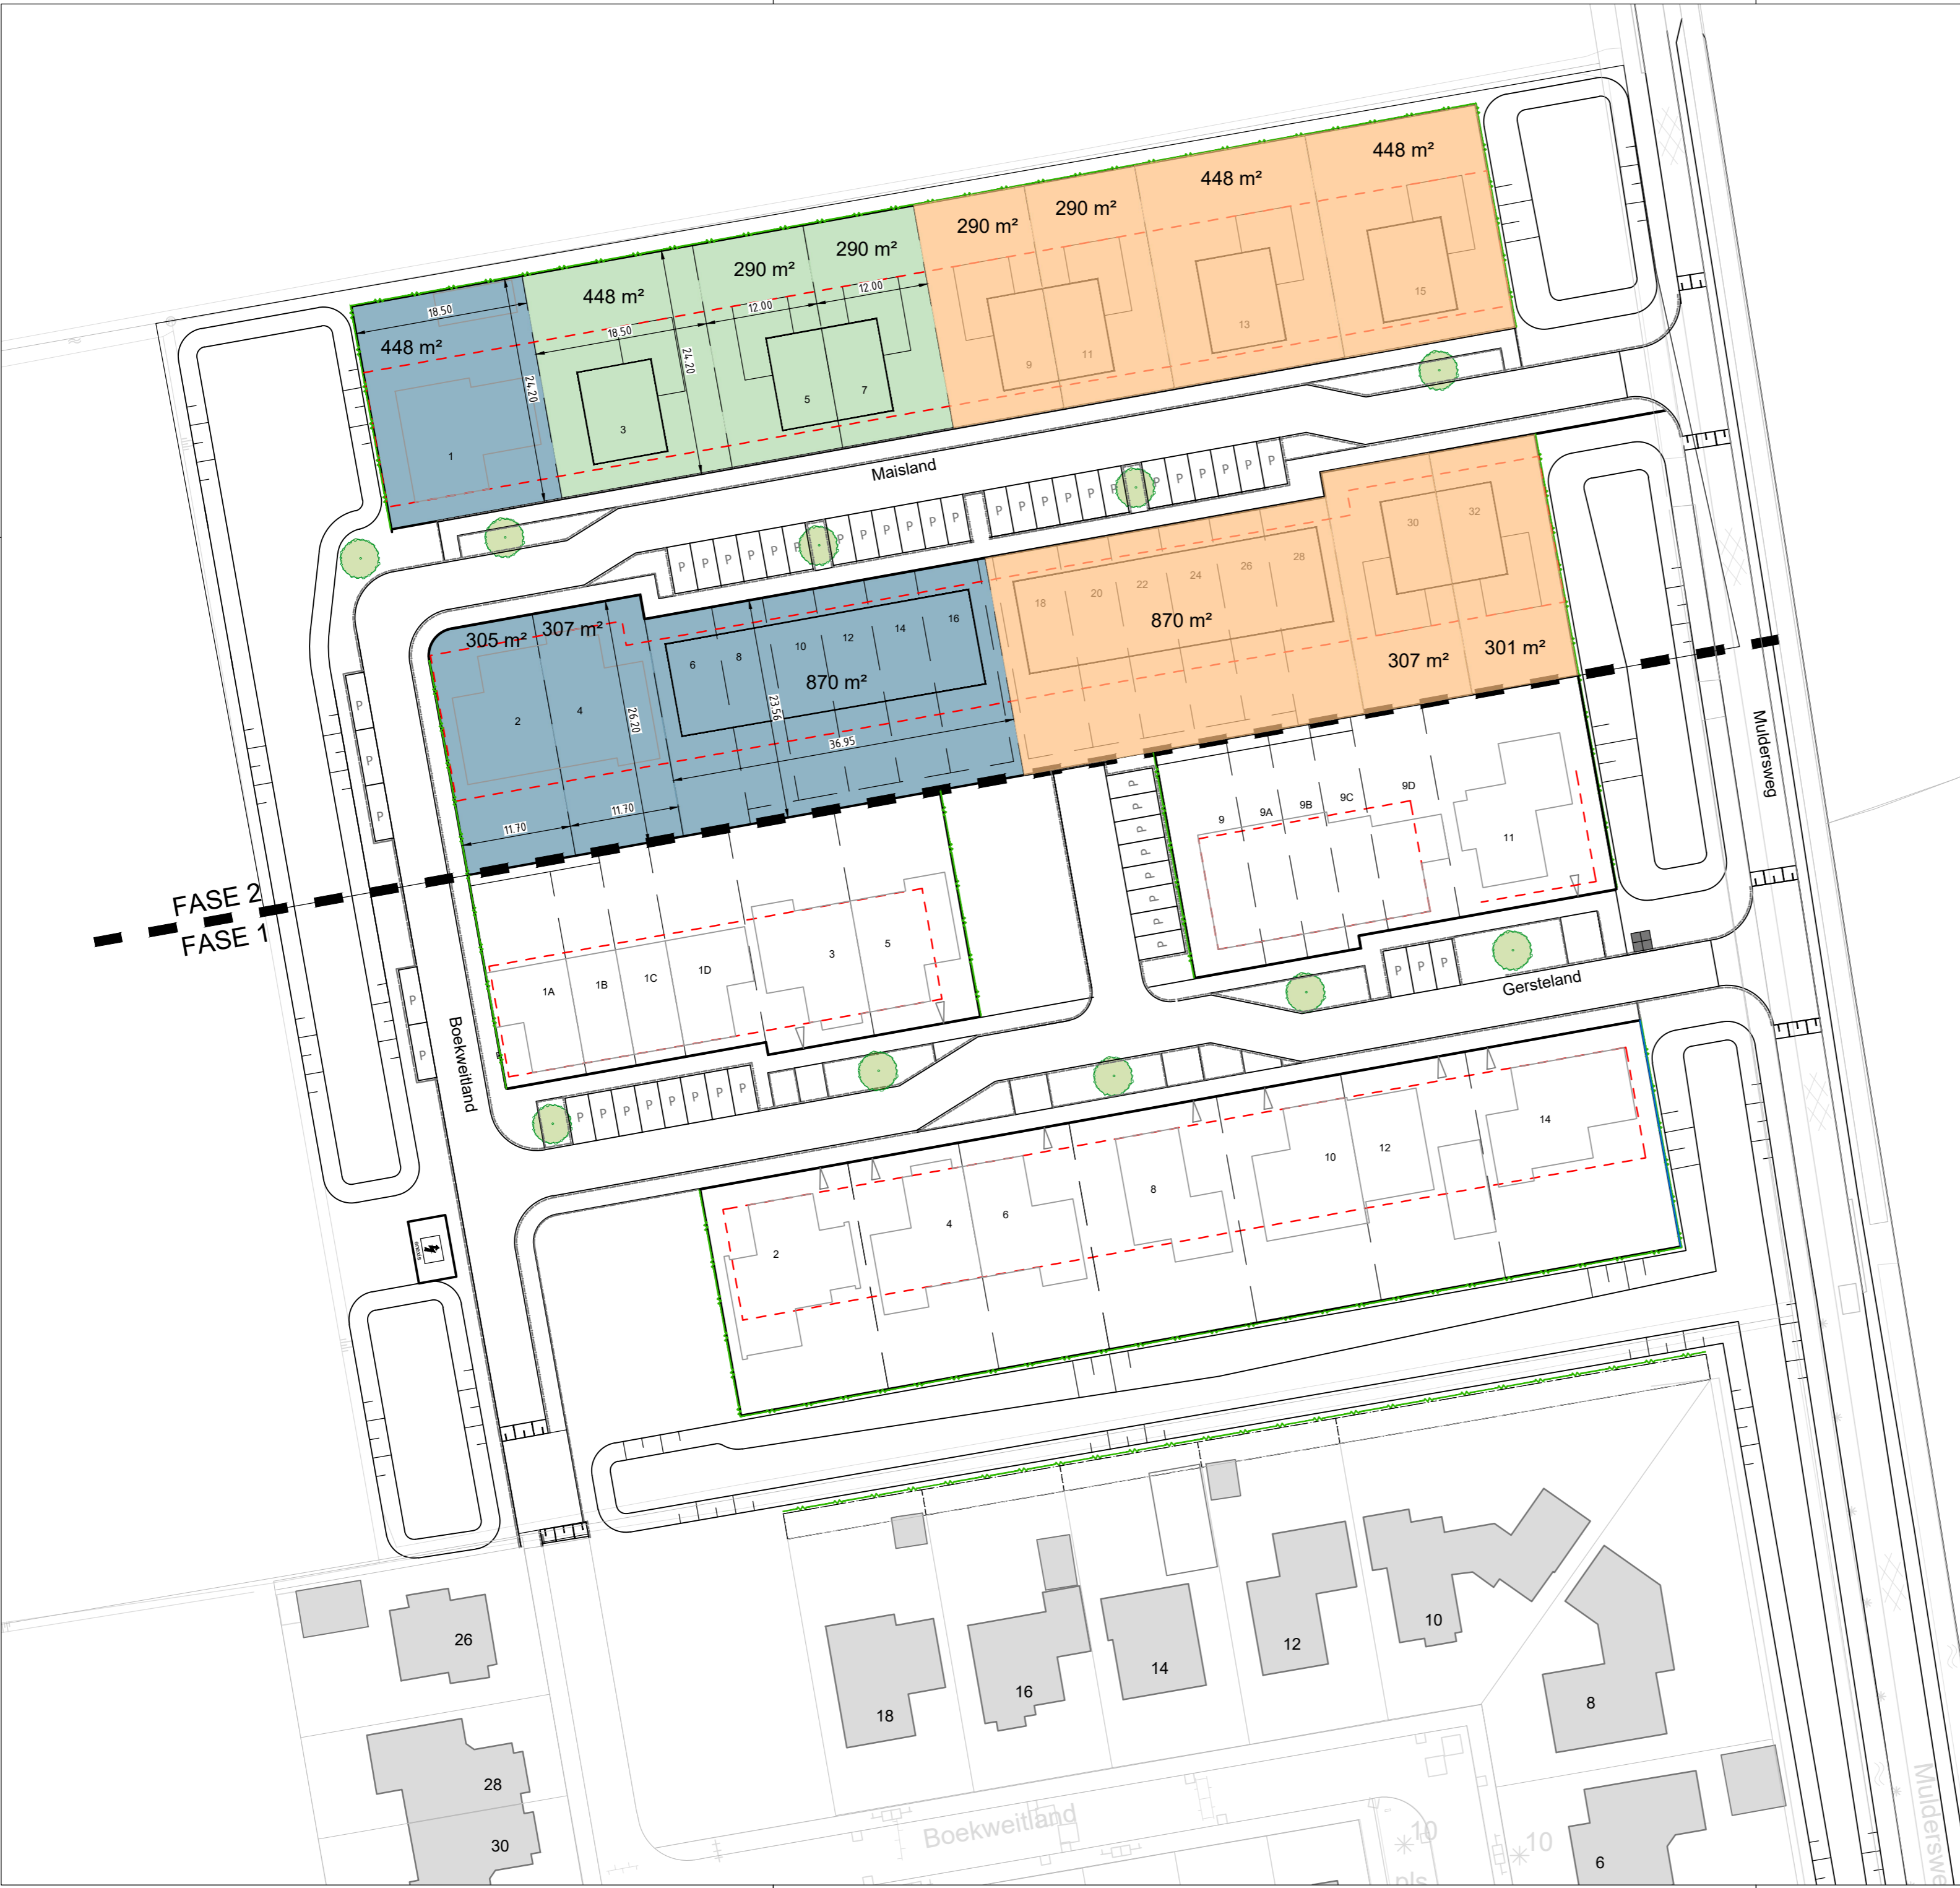 448 m²
448 m²
290 m²
290 m²
290 m²
290 m²
448 m²
448 m²
18.50
24.20
18.50
24.20
12.00
12.00
1
3
5
7
9
11
13
15
Maisland
P P P P P P P P P P P P
P P P P P P P P P P P P
305 m²
307 m²
870 m²
870 m²
307 m²
301 m²
2
4
6
8
10
12
14
16
18
20
22
24
26
28
30
32
26.20
23.56
36.95
11.70
11.70
P
P
P
Muldersweg
FASE 2
FASE 1
P
P
Boekweitland
1A
1B
1C
1D
3
5
P
P
P
P
P
P
P
P
9
9A
9B
9C
9D
11
P P P
Gersteland
P P P P P P P P
2
4
6
8
10
12
14
enexis
26
28
30
18
16
14
12
10
8
6
Boekweitland
10
10
pls
Mulderswe